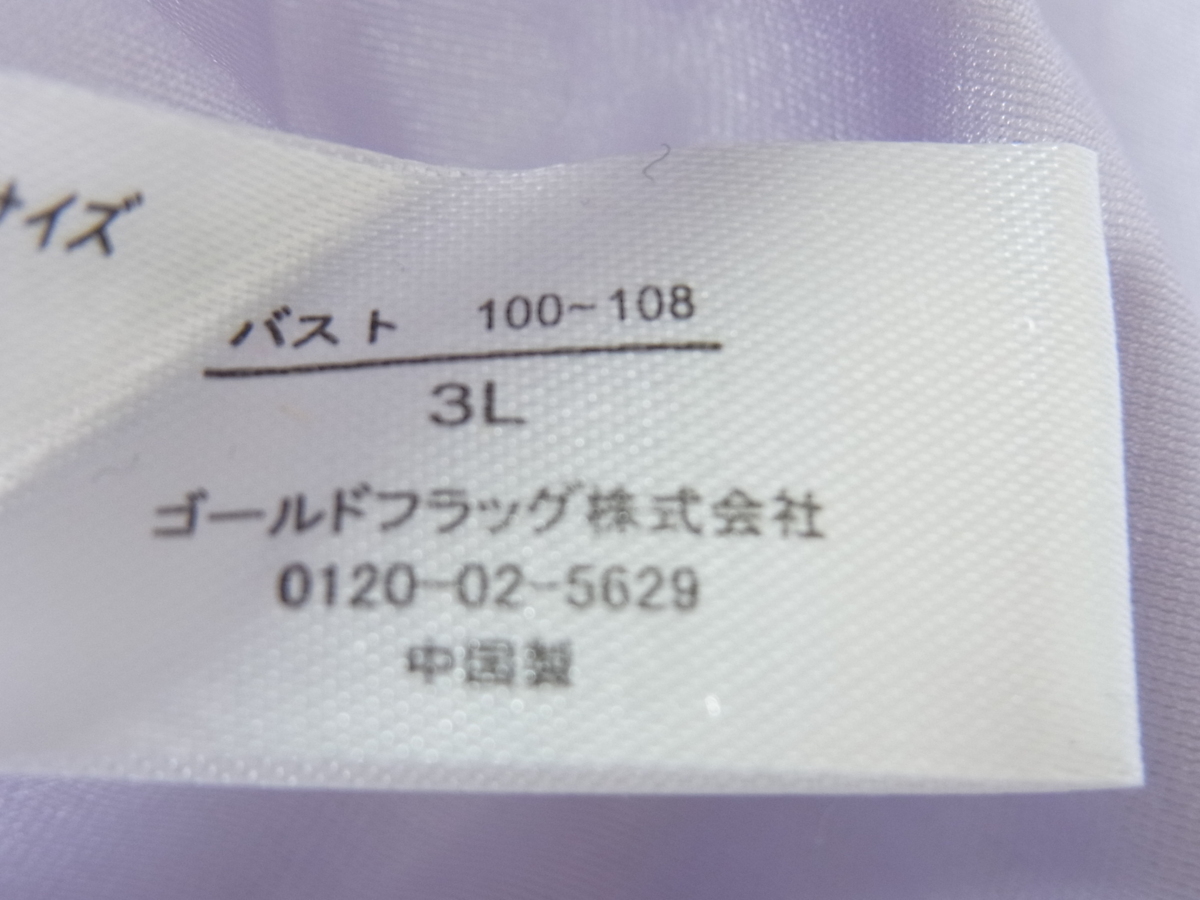 サイズ
バスト 100~108
3L
ゴールドフラッグ株式会社
0120-02-5629
中国製